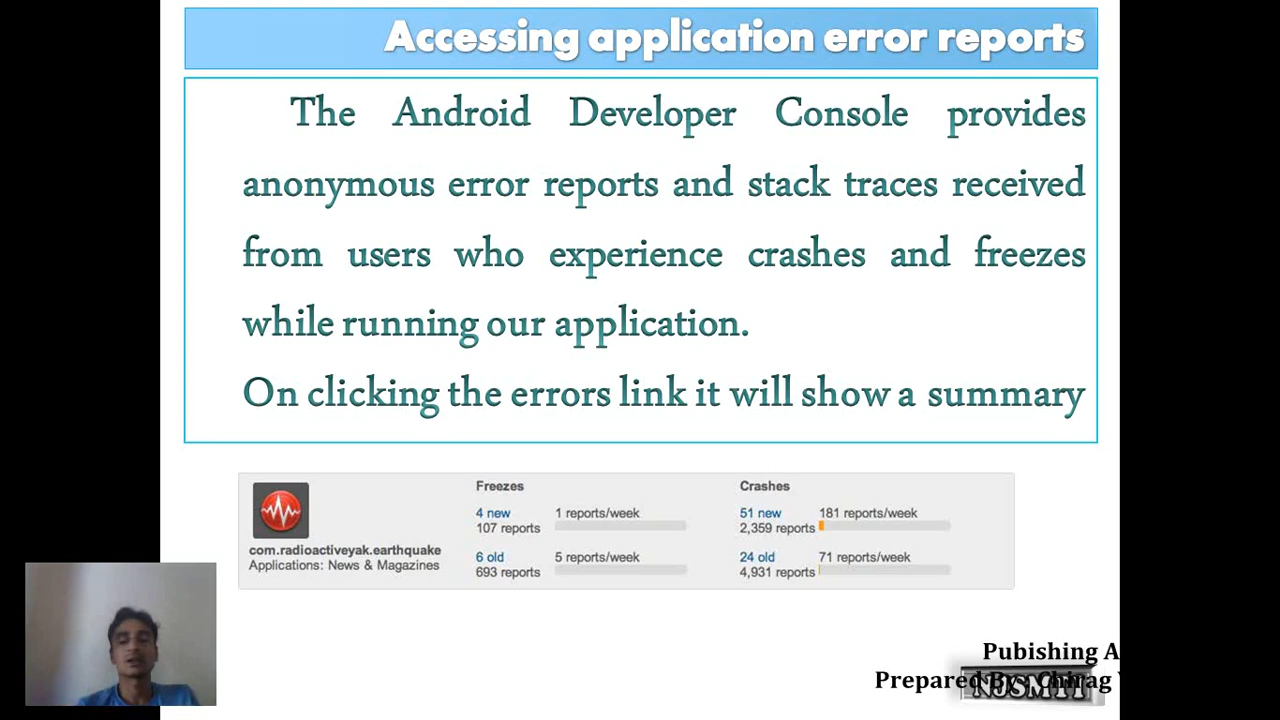 Accessing application error reports
The Android Developer Console provides
anonymous error reports and stack traces received
from users who experience crashes and freezes
while running our application.
On clicking the errors link it will show a summary
Freezes
4 new 1 reports/week
107 reports
6 old 5 reports/week
693 reports
Crashes
51 new 181 reports/week
2,359 reports
24 old 71 reports/week
4,931 reports
com.radioactiveyak.earthquake
Applications: News & Magazines
Pubishing A
Prepared By : Chirag
NJSMTI